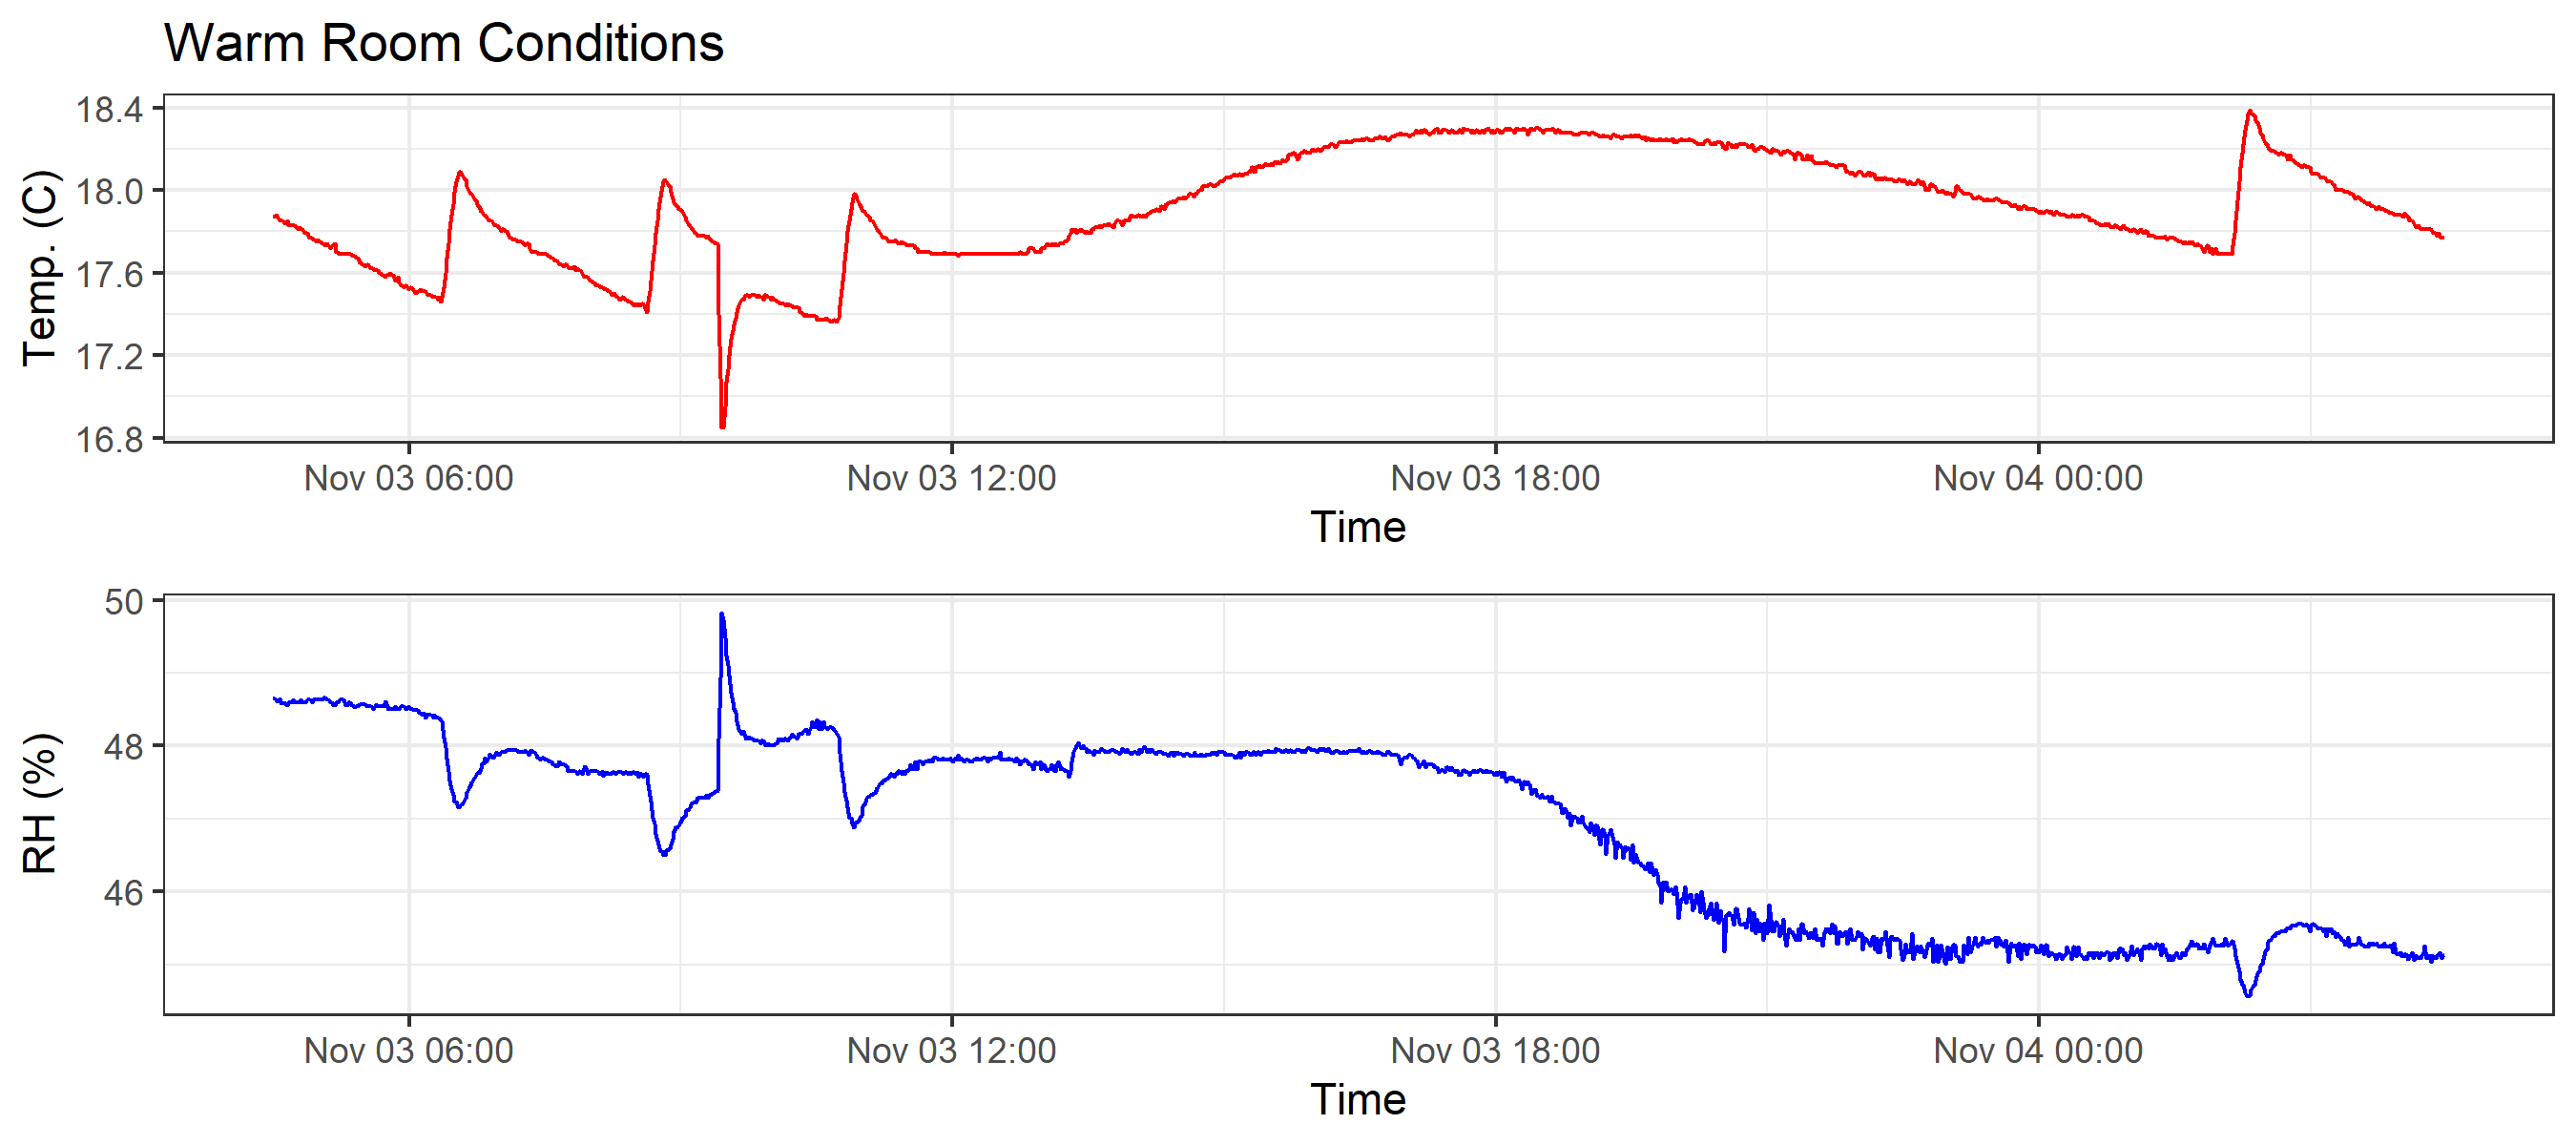 Warm Room Conditions
Temp. (C)
18.4
18.0
17.6
17.2
16.8
Nov 03 06:00 Nov 03 12:00 Nov 03 18:00 Nov 04 00:00
Time
RH (%)
50
48
46
Nov 03 06:00 Nov 03 12:00 Nov 03 18:00 Nov 04 00:00
Time